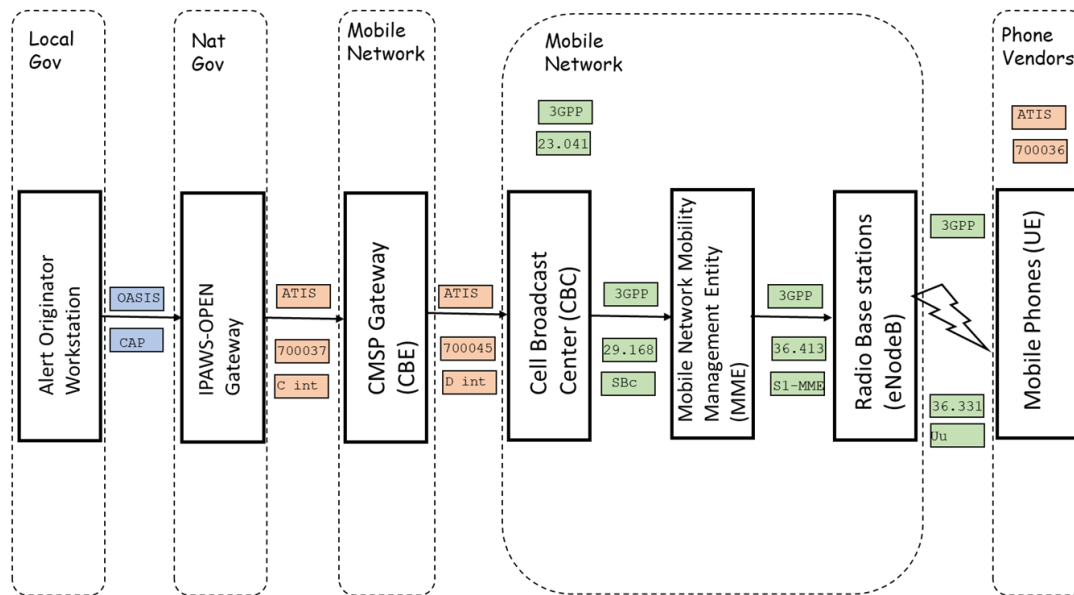 Local
Gov
Nat
Gov
Mobile
Network
Mobile
Network
Phone
Vendors
3GPP
23.041
ATIS
700036
Alert Originator
Workstation
OASIS
CAP
IPAWS-OPEN
Gateway
ATIS
700037
C int
CMSP Gateway
(CBE)
ATIS
700045
D int
Cell Broadcast
Center (CBC)
3GPP
29.168
SBc
Mobile Network Mobility
Management Entity
(MME)
3GPP
36.413
S1-MME
Radio Base stations
(eNodeB)
3GPP
36.331
Uu
Mobile Phones (UE)